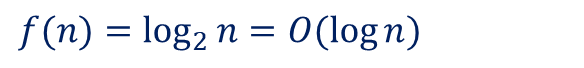 f(n) = log₂ n = O(log n)